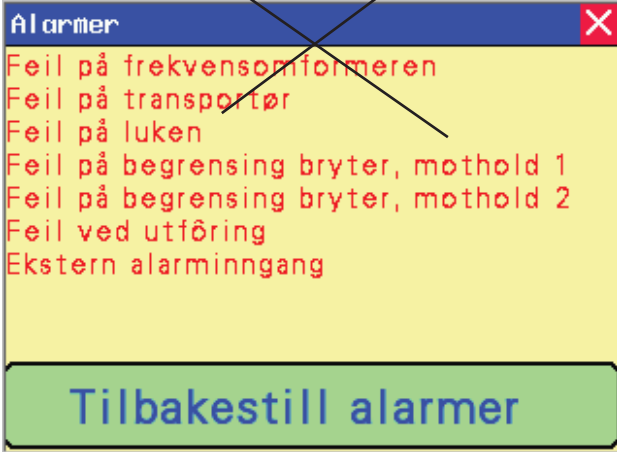 Alarmer
Feil på frekvensomformeren
Feil på transportør
Feil på luken
Feil på begrensing bryter, mothold 1
Feil på begrensing bryter, mothold 2
Feil ved utfôring
Ekstern alarminngang
Tilbakestill alarmer